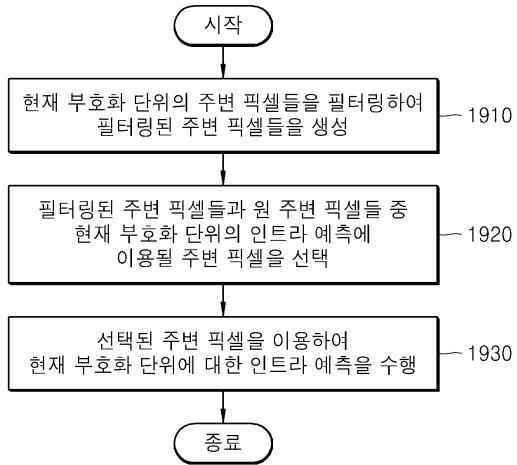 시작
현재 부호화 단위의 주변 픽셀들을 필터링하여
필터링된 주변 픽셀들을 생성
1910
필터링된 주변 픽셀들과 원 주변 픽셀들 중
현재 부호화 단위의 인트라 예측에
이용될 주변 픽셀을 선택
1920
선택된 주변 픽셀을 이용하여
현재 부호화 단위에 대한 인트라 예측을 수행
1930
종료